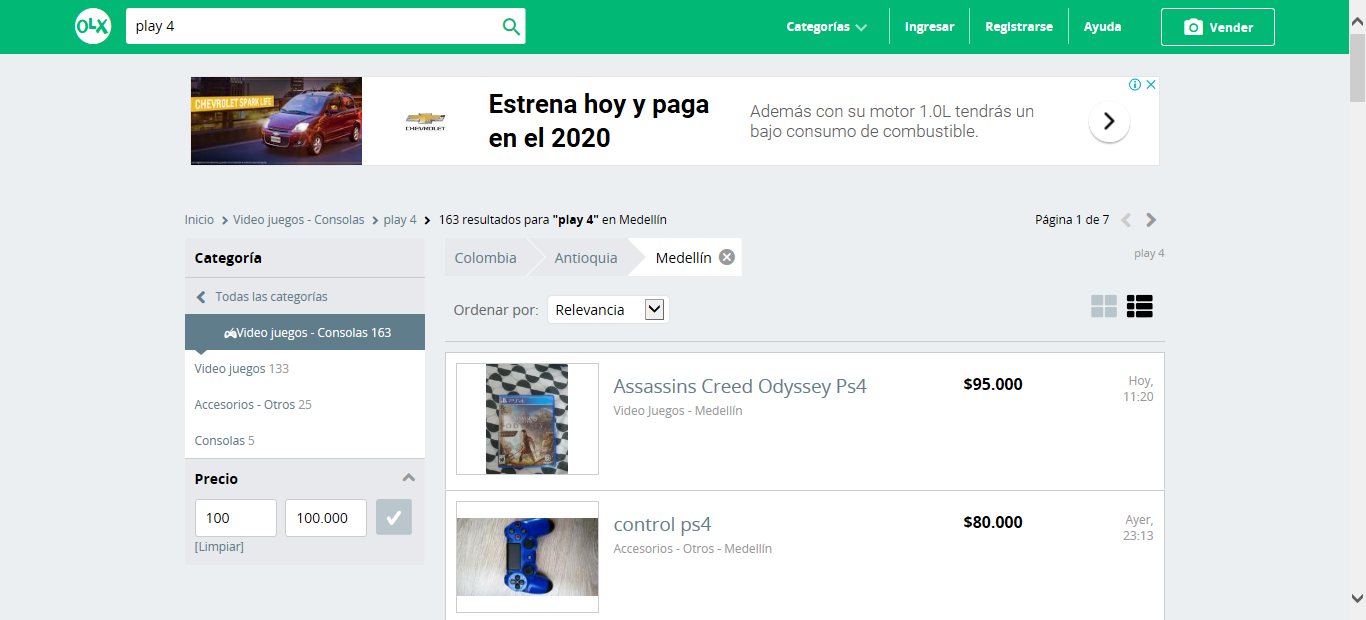 OLX
play 4
Categorías
Ingresar
Registrarse
Ayuda
Vender
CHEVROLET SPARK LIFE
CHEVROLET
Estrena hoy y paga
en el 2020
Además con su motor 1.0L tendrás un
bajo consumo de combustible.
Inicio > Video juegos - Consolas > play 4 > 163 resultados para "play 4" en Medellín
Página 1 de 7
play 4
Categoría
Todas las categorías
Video juegos - Consolas 163
Video juegos 133
Accesorios - Otros 25
Consolas 5
Precio
100
100.000
[Limpiar]
Colombia
Antioquia
Medellín
Ordenar por:
Relevancia
PS4
ODYSSEY
Assassins Creed Odyssey Ps4
Video Juegos - Medellín
$95.000
Hoy,
11:20
control ps4
Accesorios - Otros - Medellín
$80.000
Ayer,
23:13